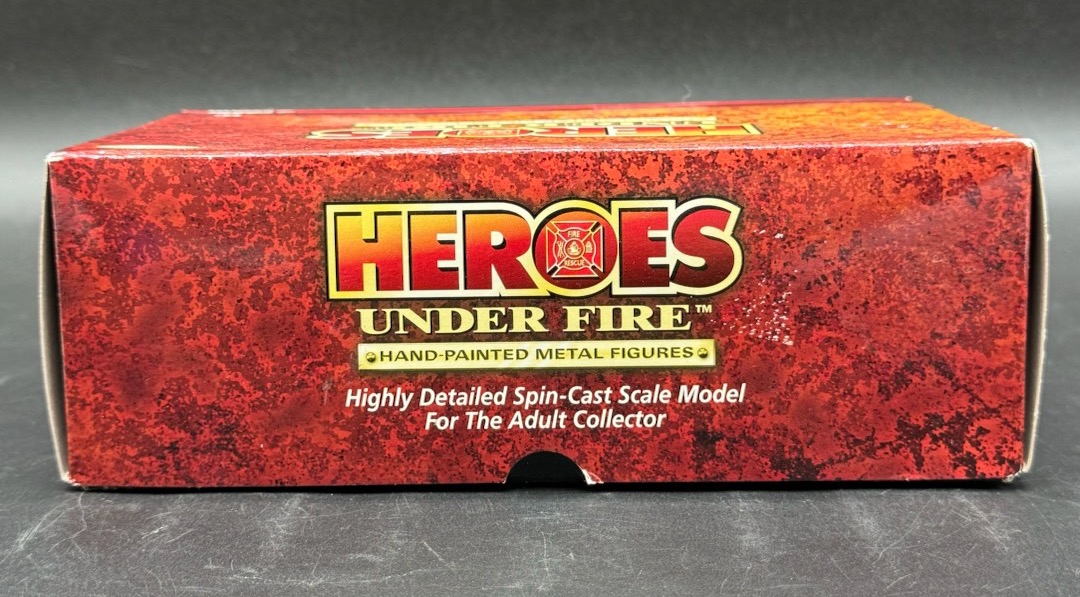 HEROES
FIRE
RESCUE
UNDER FIRE™
HAND-PAINTED METAL FIGURES
Highly Detailed Spin-Cast Scale Model
For The Adult Collector